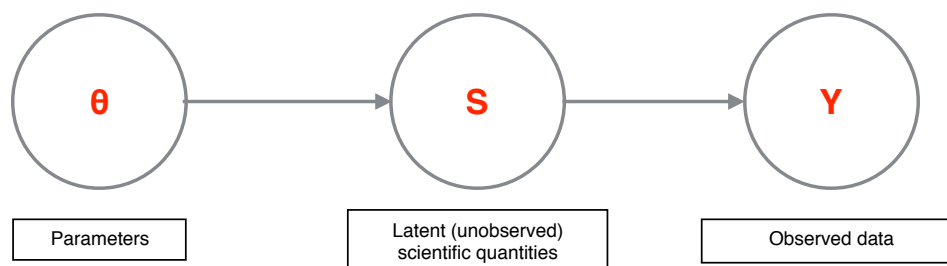 θ
S
Y
Parameters
Latent (unobserved)
scientific quantities
Observed data